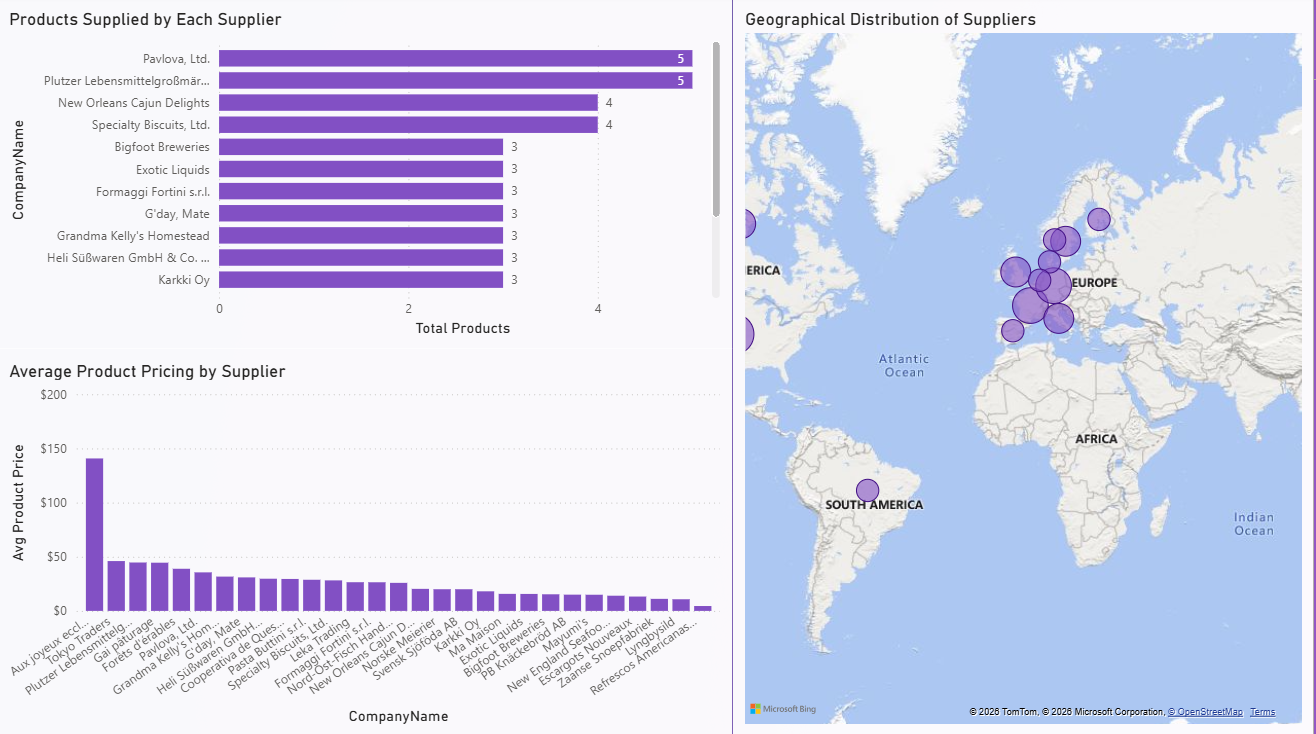 Products Supplied by Each Supplier
CompanyName
Pavlova, Ltd.
5
Plutzer Lebensmittelgroßmär...
5
New Orleans Cajun Delights
4
Specialty Biscuits, Ltd.
4
Bigfoot Breweries
3
Exotic Liquids
3
Formaggi Fortini s.r.l.
3
G'day, Mate
3
Grandma Kelly's Homestead
3
Heli Süßwaren GmbH & Co. ...
3
Karkki Oy
3
0
2
4
Total Products
Average Product Pricing by Supplier
Avg Product Price
$200
$150
$100
$50
$0
Aux joyeux eccl...
Tokyo Traders
Plutzer Lebensmittelg...
Gai pâturage
Forêts d'érables
Pavlova, Ltd.
Grandma Kelly's Hom...
G'day, Mate
Heli Süßwaren GmbH...
Cooperativa de Ques...
Pasta Buttini s.r.l.
Specialty Biscuits, Ltd.
Leka Trading
Formaggi Fortini s.r.l.
Nord-Ost-Fisch Hand...
New Orleans Cajun D...
Norske Meierier
Svensk Sjöföda AB
Karkki Oy
Ma Maison
Exotic Liquids
Bigfoot Breweries
PB Knäckebröd AB
Mayumi's
New England Seafoo...
Escargots Nouveaux
Zaanse Snoepfabriek
Lyngbysild
Refrescos Americanas...
CompanyName
Geographical Distribution of Suppliers
ERICA
EUROPE
Atlantic
Ocean
AFRICA
SOUTH AMERICA
Indian
Ocean
Microsoft Bing
© 2026 TomTom, © 2026 Microsoft Corporation, © OpenStreetMap Terms